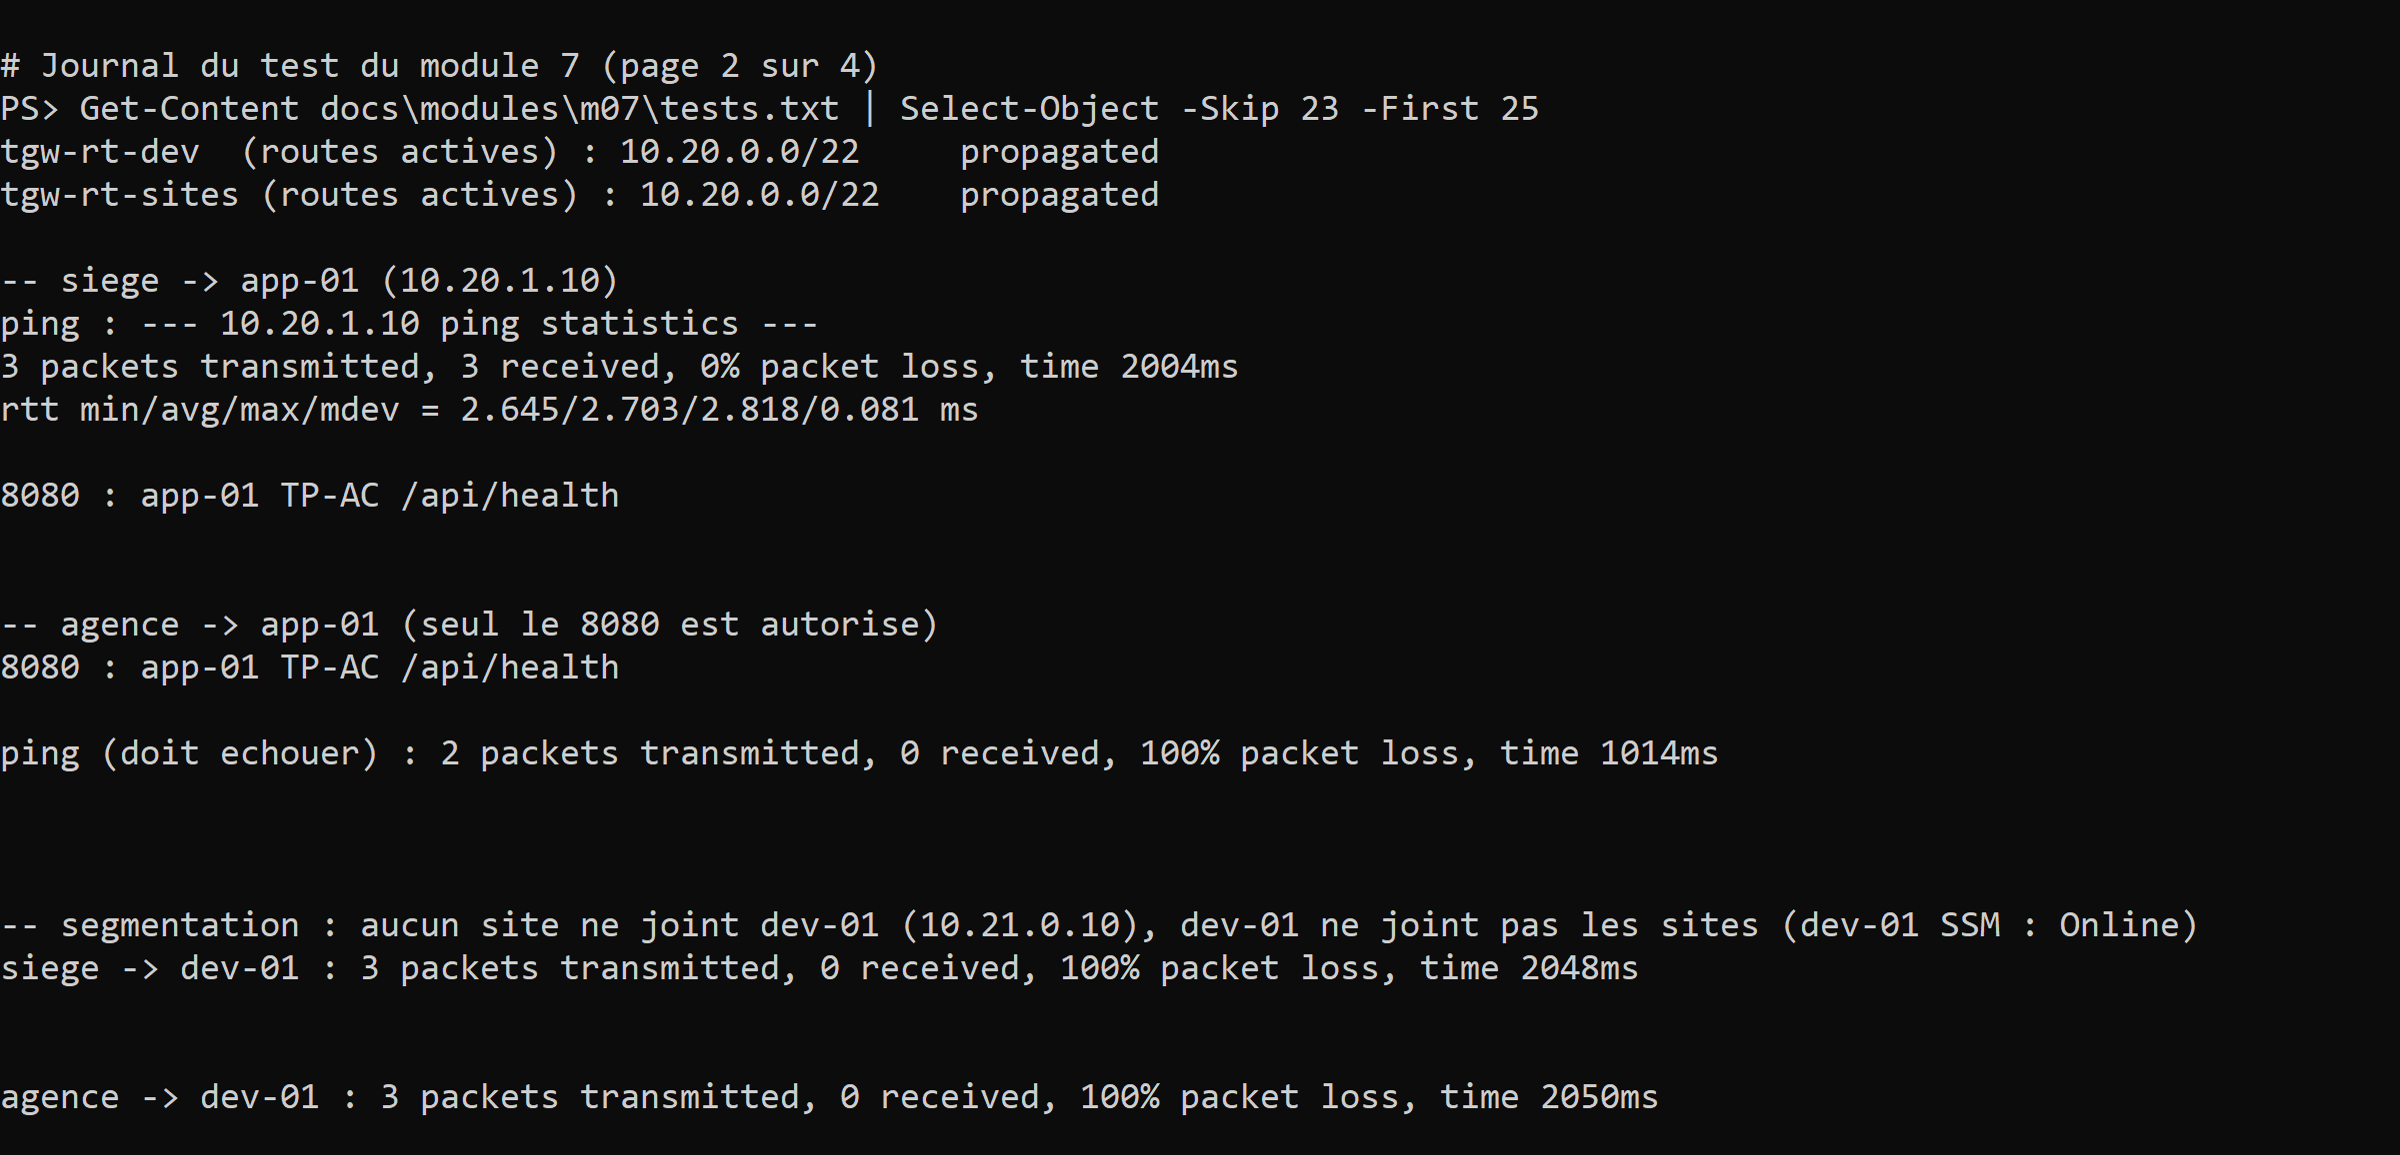 # Journal du test du module 7 (page 2 sur 4)
PS> Get-Content docs\modules\m07\tests.txt | Select-Object -Skip 23 -First 25
tgw-rt-dev  (routes actives) : 10.20.0.0/22     propagated
tgw-rt-sites (routes actives) : 10.20.0.0/22    propagated
-- siege -> app-01 (10.20.1.10)
ping : --- 10.20.1.10 ping statistics ---
3 packets transmitted, 3 received, 0% packet loss, time 2004ms
rtt min/avg/max/mdev = 2.645/2.703/2.818/0.081 ms
8080 : app-01 TP-AC /api/health
-- agence -> app-01 (seul le 8080 est autorise)
8080 : app-01 TP-AC /api/health
ping (doit echouer) : 2 packets transmitted, 0 received, 100% packet loss, time 1014ms
-- segmentation : aucun site ne joint dev-01 (10.21.0.10), dev-01 ne joint pas les sites (dev-01 SSM : Online)
siege -> dev-01 : 3 packets transmitted, 0 received, 100% packet loss, time 2048ms
agence -> dev-01 : 3 packets transmitted, 0 received, 100% packet loss, time 2050ms